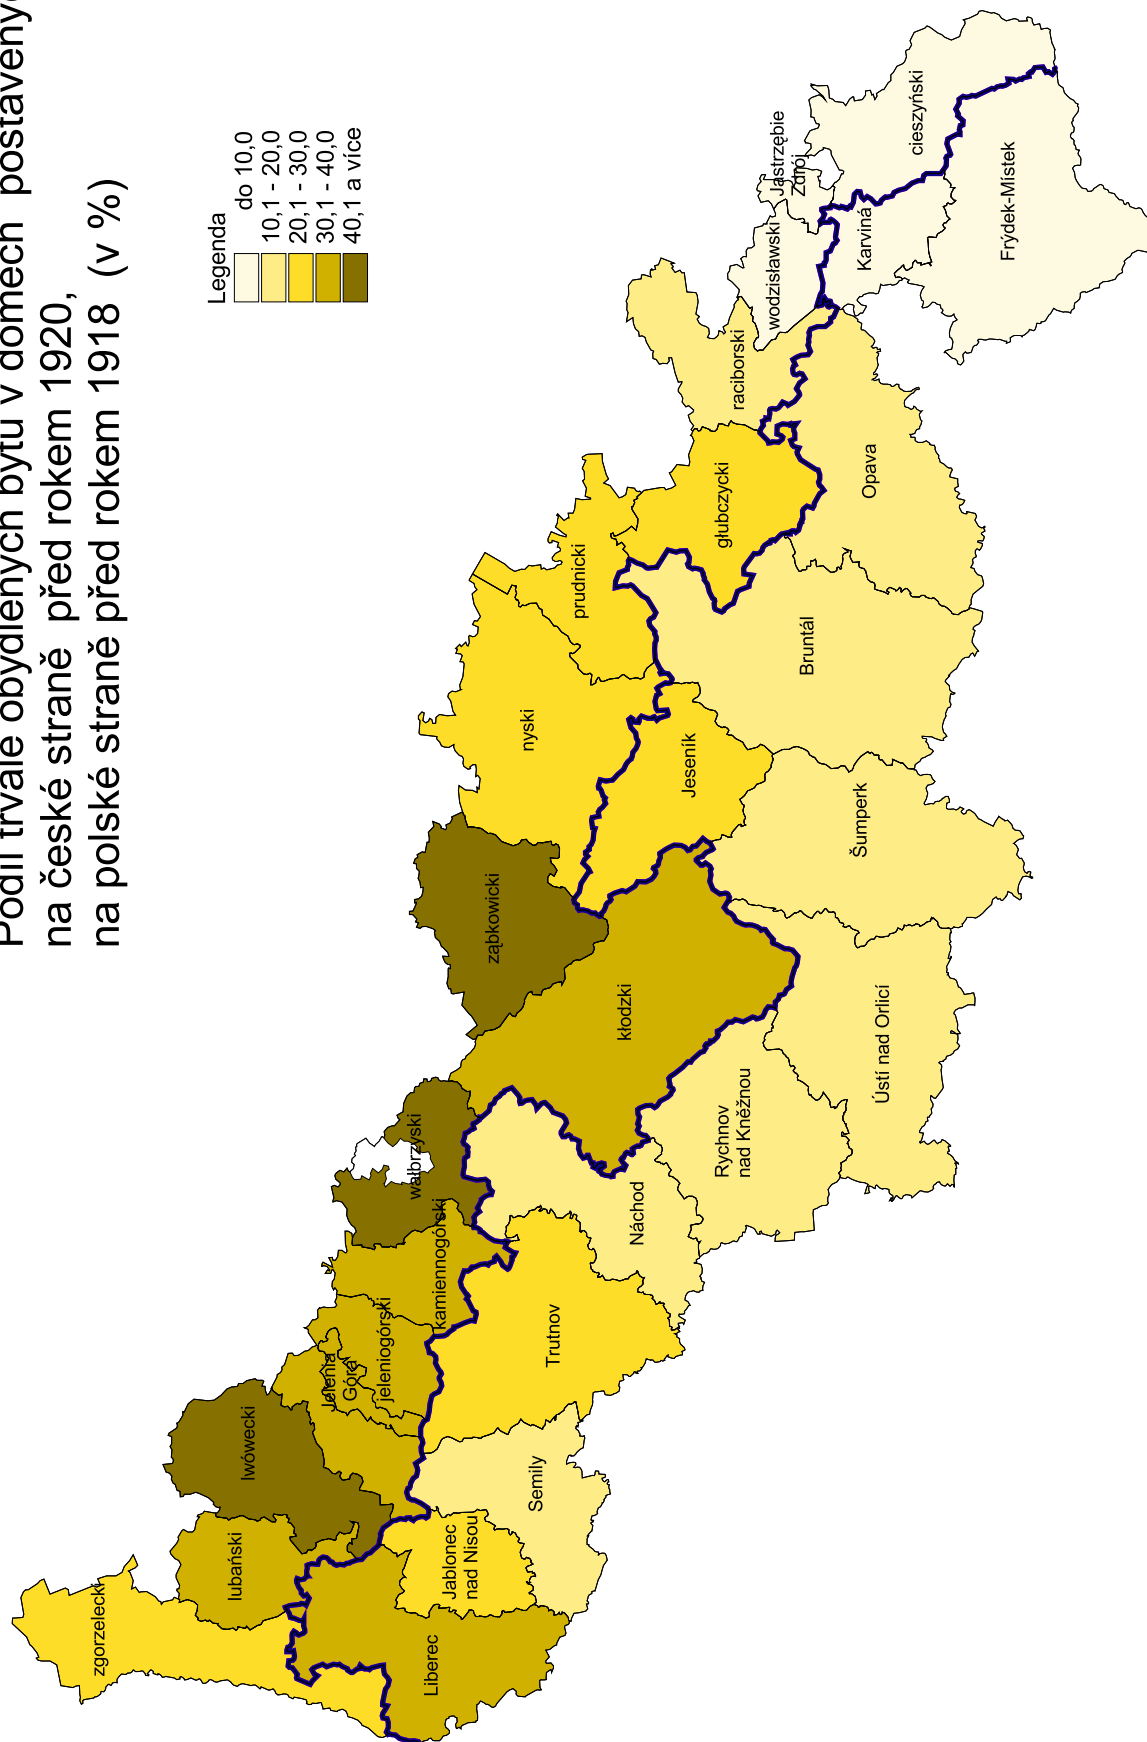 Podíl trvale obydlených bytů v domech postavených
na české straně před rokem 1920,
na polské straně před rokem 1918 (v %)
Legenda
do 10,0
10,1 - 20,0
20,1 - 30,0
30,1 - 40,0
40,1 a více
zgorzelecki
lubański
lwówecki
Jelenia
Góra
jeleniogórski
kamiennogórski
wałbrzyski
ząbkowicki
kłodzki
nyski
prudnicki
głubczycki
raciborski
wodzisławski
Jastrzębie
Zdrój
cieszyński
Liberec
Jablonec
nad Nisou
Semily
Trutnov
Náchod
Rychnov
nad Kněžnou
Ústí nad Orlicí
Šumperk
Jeseník
Bruntál
Opava
Karviná
Frýdek-Místek